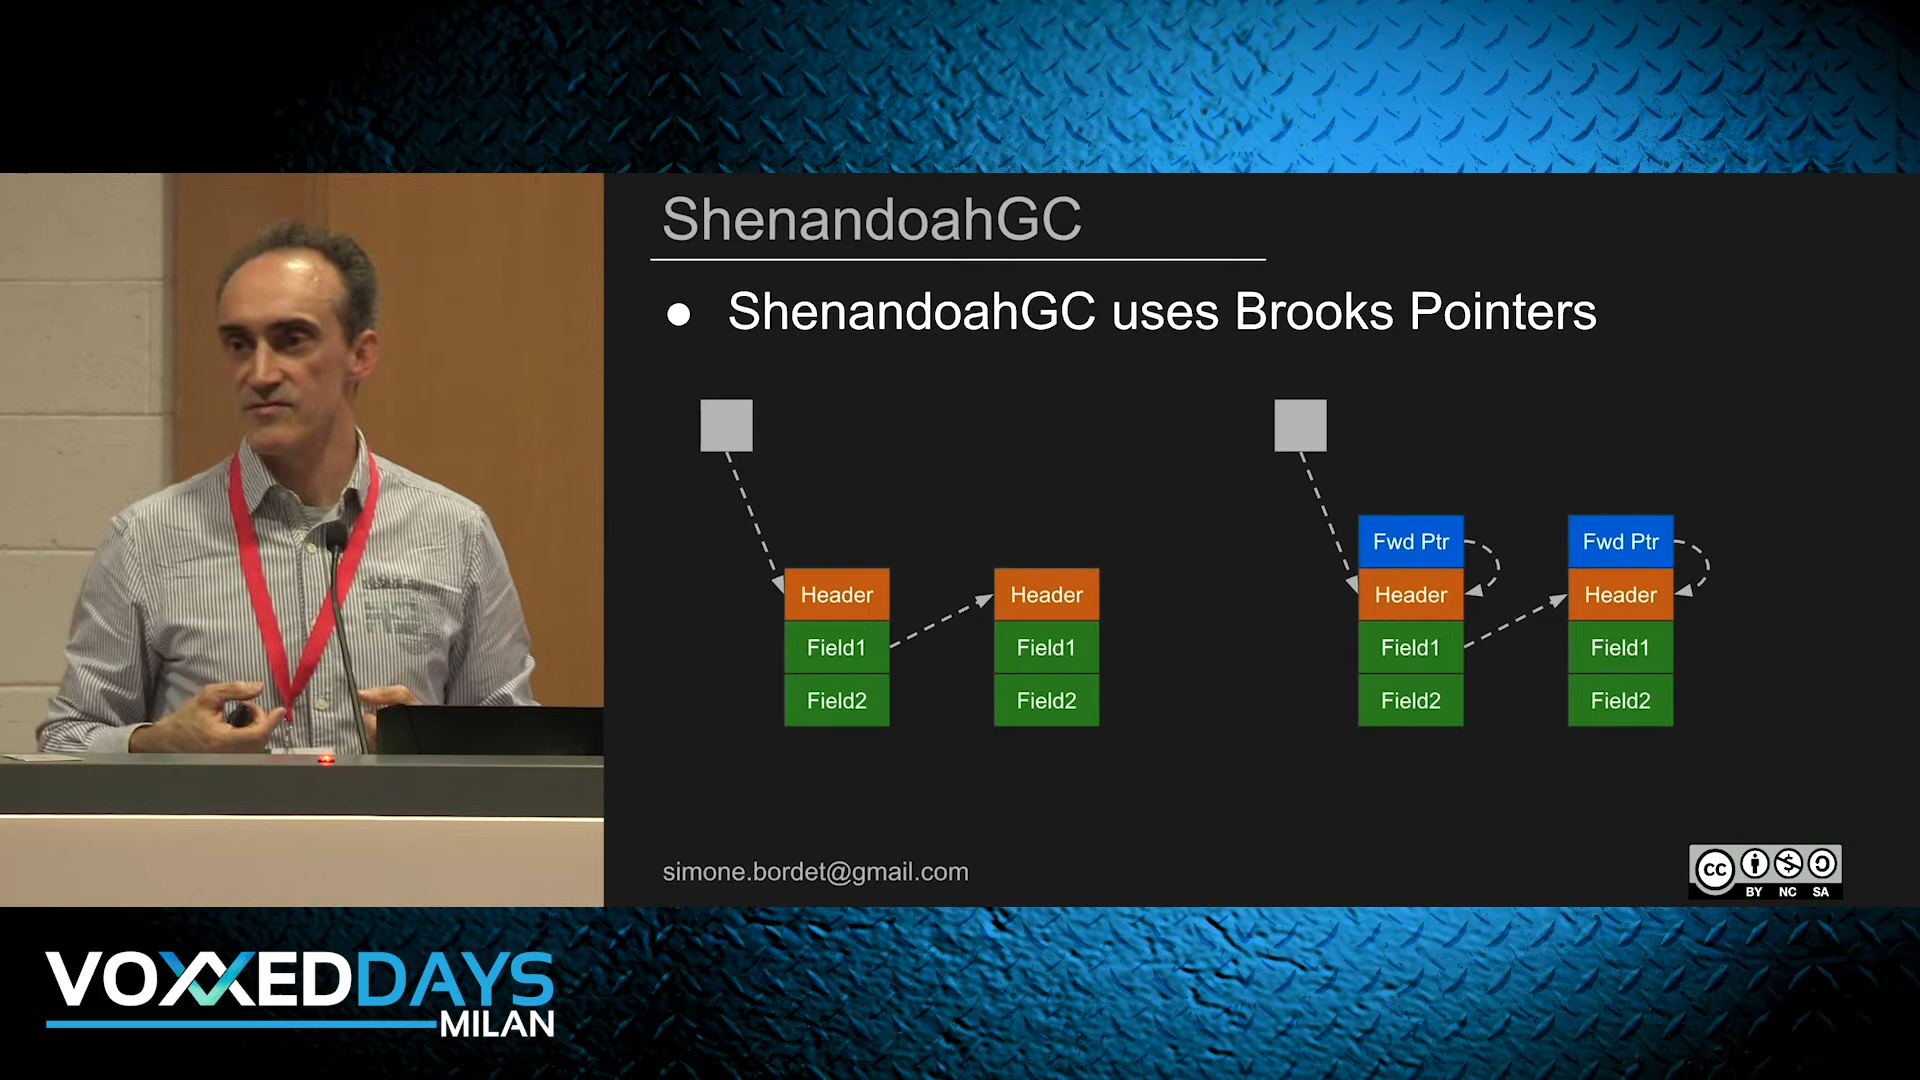 ShenandoahGC
● ShenandoahGC uses Brooks Pointers
Fwd Ptr
Fwd Ptr
Header
Header
Header
Header
Field1
Field1
Field1
Field1
Field2
Field2
Field2
Field2
simone.bordet@gmail.com
cc
BY NC SA
VOXXEDDAYS
MILAN